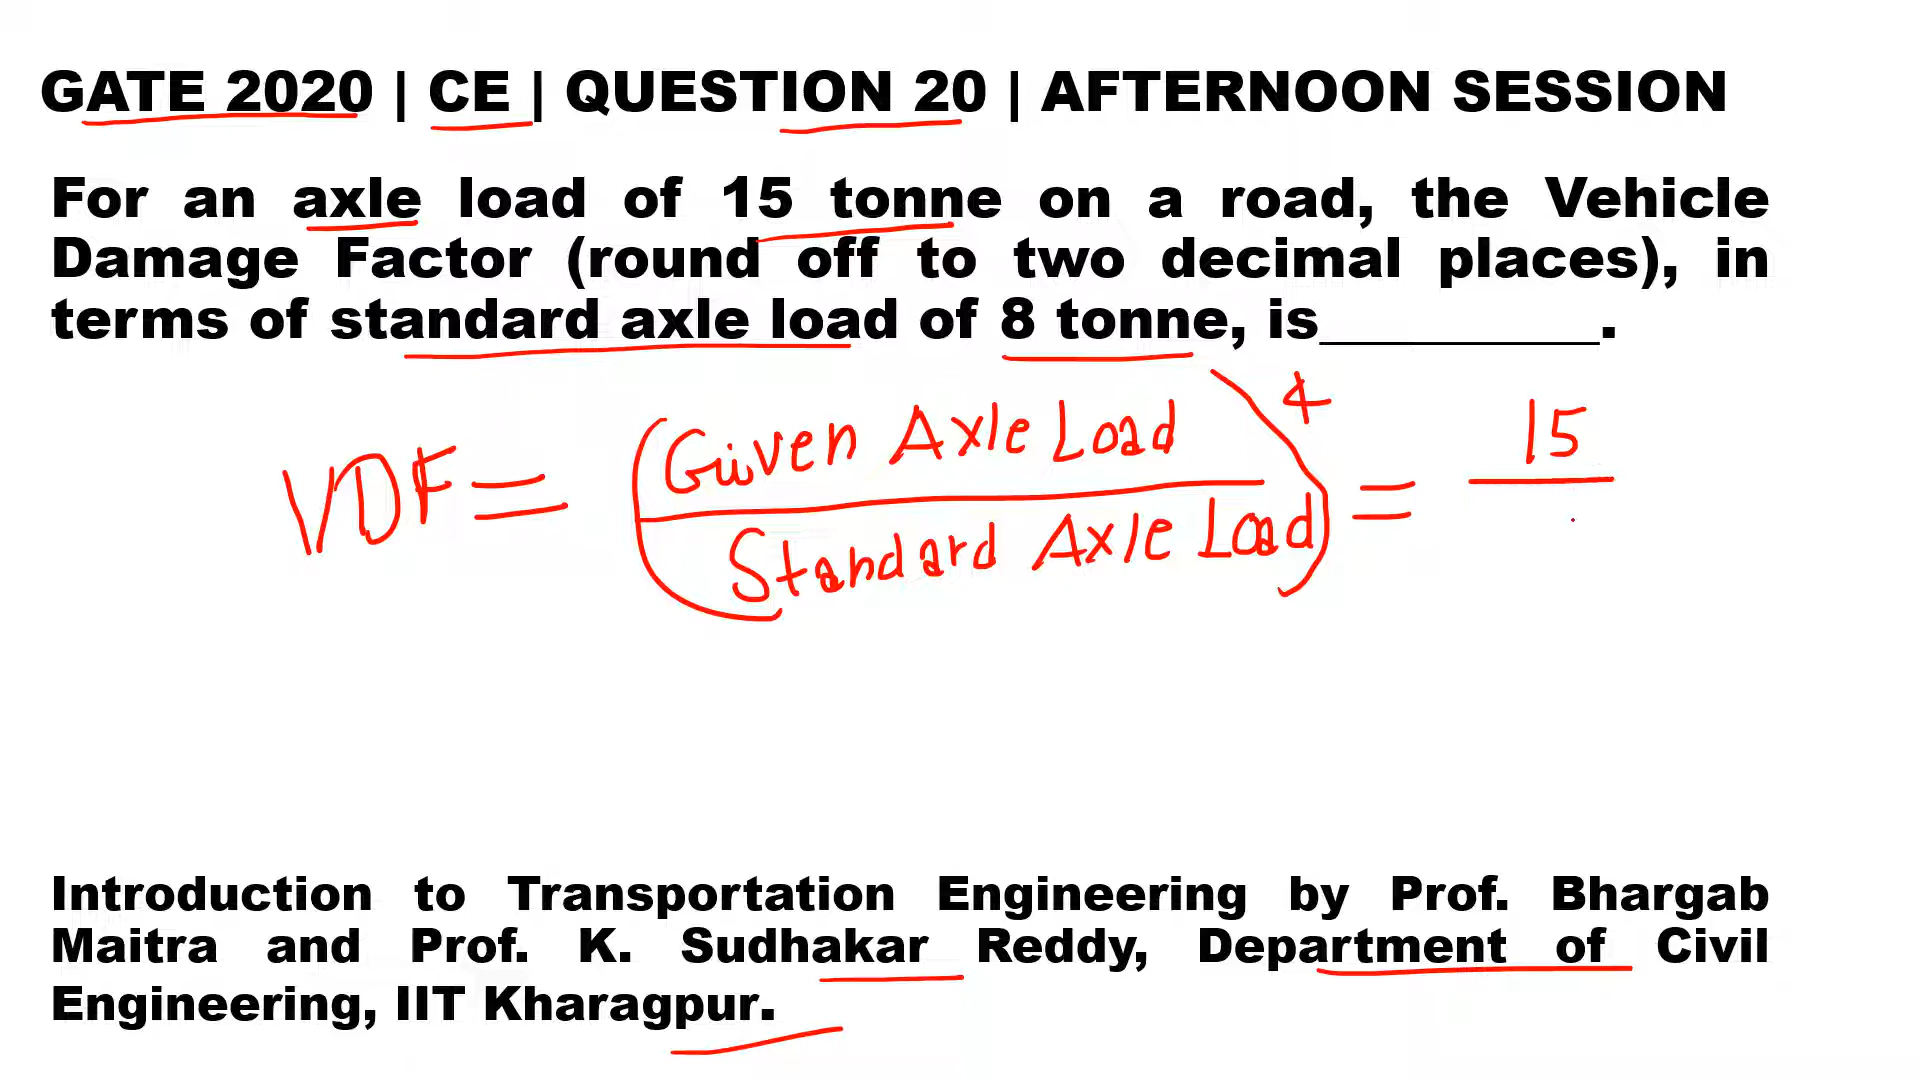 GATE 2020 | CE | QUESTION 20 | AFTERNOON SESSION
For an axle load of 15 tonne on a road, the Vehicle
Damage Factor (round off to two decimal places), in
terms of standard axle load of 8 tonne, is__________.
VDF = (Given Axle Load / Standard Axle Load)^4 = 15
Introduction to Transportation Engineering by Prof. Bhargab
Maitra and Prof. K. Sudhakar Reddy, Department of Civil
Engineering, IIT Kharagpur.